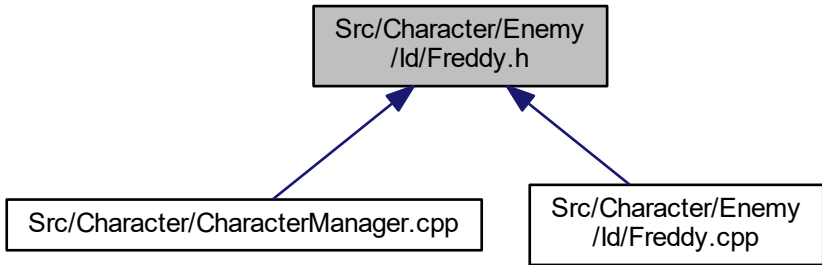 Src/Character/Enemy
/Id/Freddy.h
Src/Character/CharacterManager.cpp
Src/Character/Enemy
/Id/Freddy.cpp